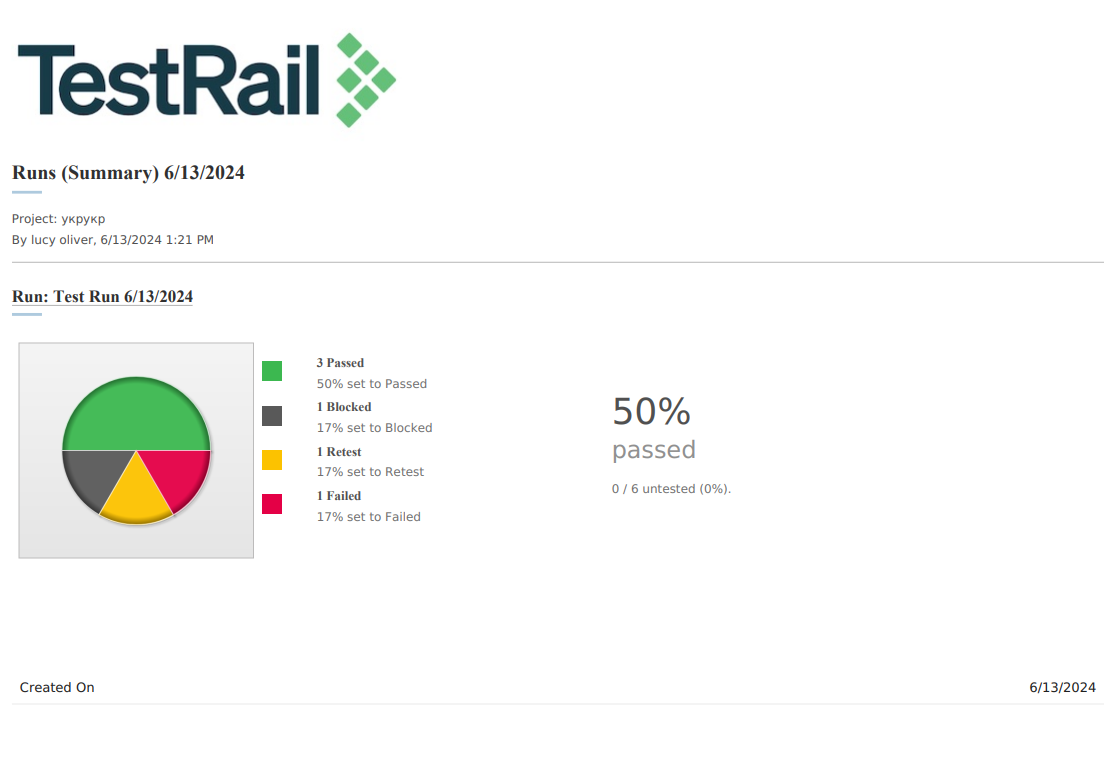 TestRail
Runs (Summary) 6/13/2024
Project: укрукр
By lucy oliver, 6/13/2024 1:21 PM
Run: Test Run 6/13/2024
3 Passed
50% set to Passed
1 Blocked
17% set to Blocked
1 Retest
17% set to Retest
1 Failed
17% set to Failed
50%
passed
0 / 6 untested (0%).
Created On 6/13/2024